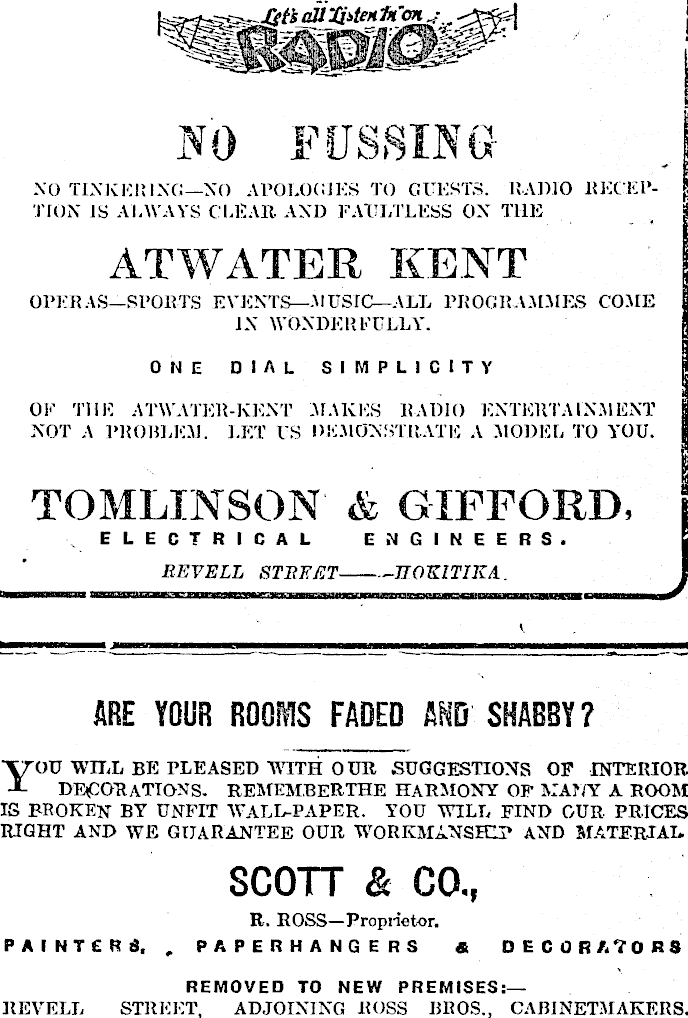 Let's all "Listen In" on
RADIO
NO FUSSING
NO TINKERING—NO APOLOGIES TO GUESTS. RADIO RECEP-
TION IS ALWAYS CLEAR AND FAULTLESS ON THE
ATWATER KENT
OPERAS—SPORTS EVENTS—MUSIC—ALL PROGRAMMES COME
IN WONDERFULLY.
ONE DIAL SIMPLICITY
OF THE ATWATER-KENT MAKES RADIO ENTERTAINMENT
NOT A PROBLEM. LET US DEMONSTRATE A MODEL TO YOU.
TOMLINSON & GIFFORD,
ELECTRICAL ENGINEERS.
REVELL STREET———HOKITIKA.
ARE YOUR ROOMS FADED AND SHABBY?
YOU WILL BE PLEASED WITH OUR SUGGESTIONS OF INTERIOR
DECORATIONS. REMEMBERTHE HARMONY OF MANY A ROOM
IS BROKEN BY UNFIT WALL-PAPER. YOU WILL FIND OUR PRICES
RIGHT AND WE GUARANTEE OUR WORKMANSHIP AND MATERIAL.
SCOTT & CO.,
R. ROSS—Proprietor.
PAINTERS, PAPERHANGERS & DECORATORS
REMOVED TO NEW PREMISES:—
REVELL STREET, ADJOINING ROSS BROS., CABINETMAKERS.